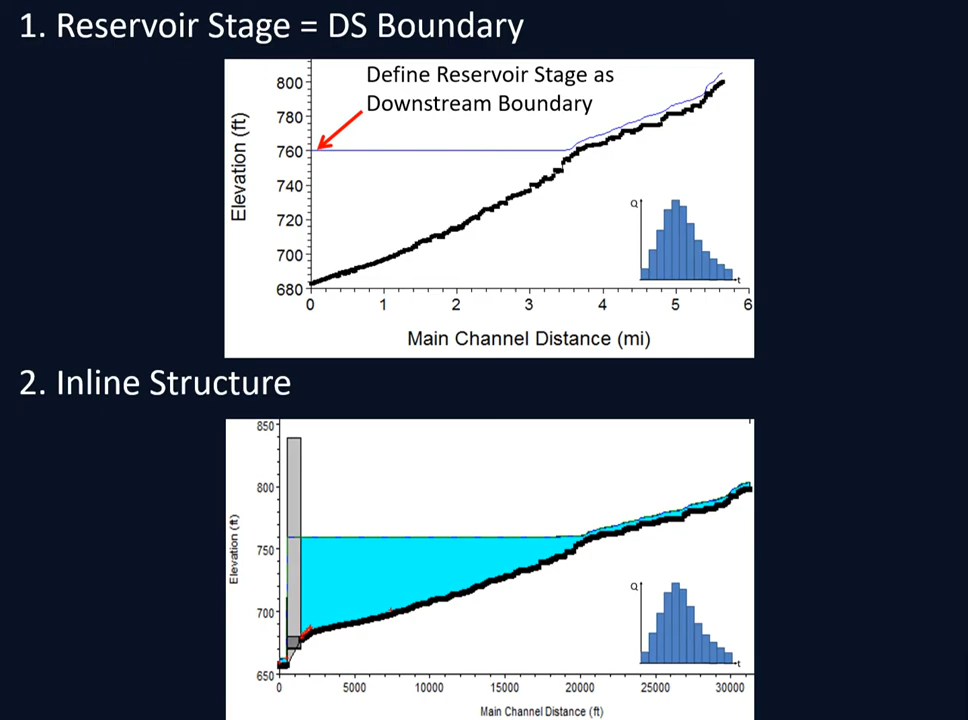 1. Reservoir Stage = DS Boundary
Define Reservoir Stage as
Downstream Boundary
800
780
760
740
720
700
680
Elevation (ft)
Q
t
0 1 2 3 4 5 6
Main Channel Distance (mi)
2. Inline Structure
850
800
750
700
650
Elevation (ft)
Q
t
0 5000 10000 15000 20000 25000 30000
Main Channel Distance (ft)